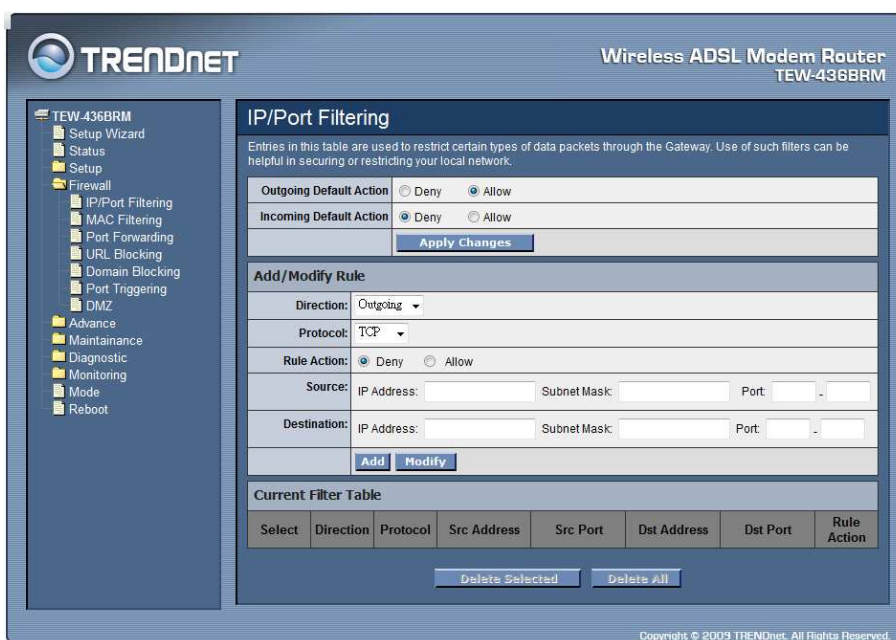 TRENDNET
Wireless ADSL Modem Router
TEW-436BRM
TEW-436BRM
Setup Wizard
Status
Setup
Firewall
IP/Port Filtering
MAC Filtering
Port Forwarding
URL Blocking
Domain Blocking
Port Triggering
DMZ
Advance
Maintainance
Diagnostic
Monitoring
Mode
Reboot
IP/Port Filtering
Entries in this table are used to restrict certain types of data packets through the Gateway. Use of such filters can be
helpful in securing or restricting your local network.
Outgoing Default Action Deny Allow
Incoming Default Action Deny Allow
Apply Changes
Add/Modify Rule
Direction: Outgoing
Protocol: TCP
Rule Action: Deny Allow
Source: IP Address: Subnet Mask: Port: -
Destination: IP Address: Subnet Mask: Port: -
Add Modify
Current Filter Table
Select Direction Protocol Src Address Src Port Dst Address Dst Port Rule Action
Delete Selected Delete All
Copyright © 2009 TRENDnet. All Rights Reserved.